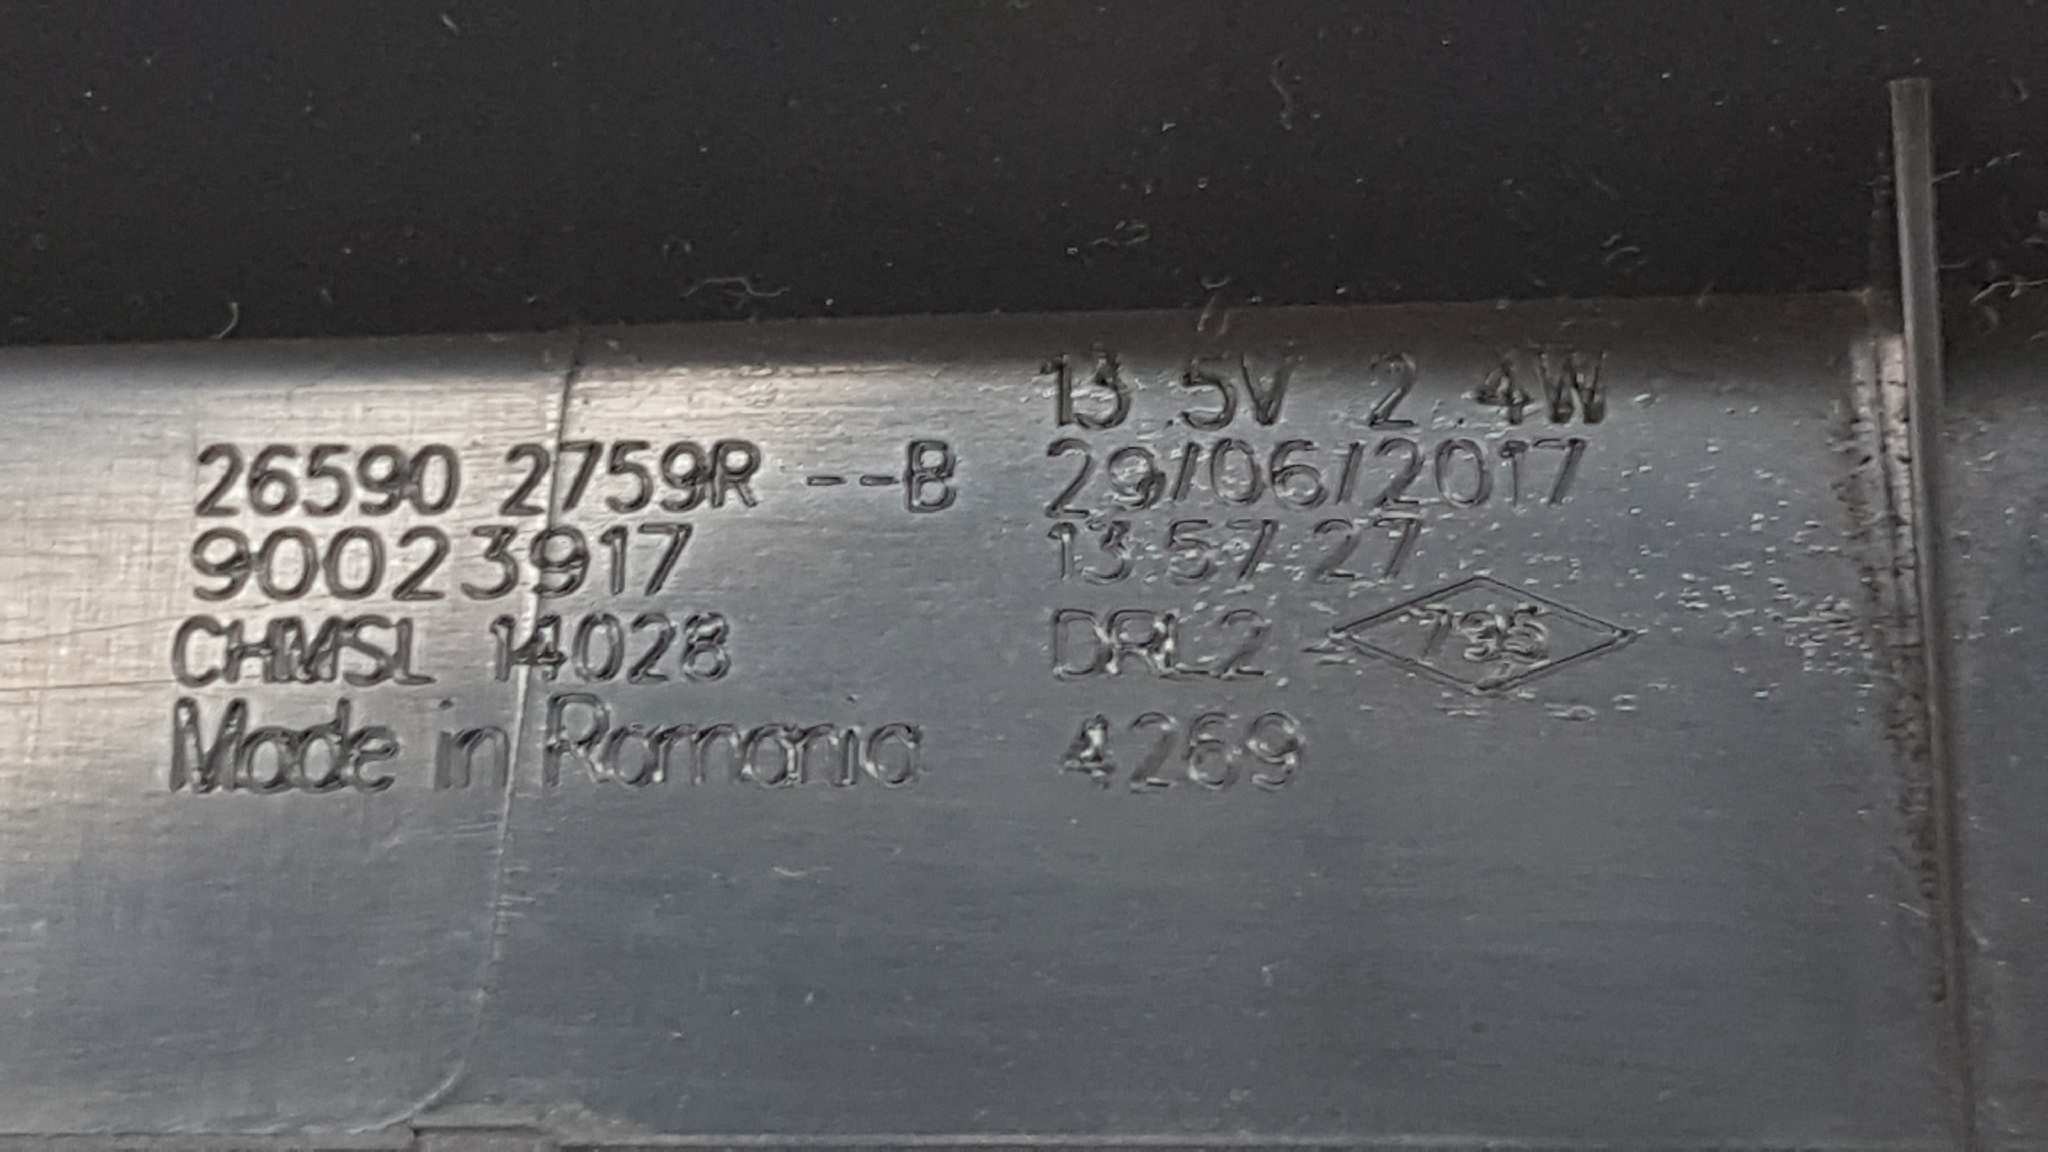 13.5V 2.4W
26590 2759R --B 29/06/2017
90023917 13:57:27
CHMSL 14028 DRL2 735
Made in Romania 4269